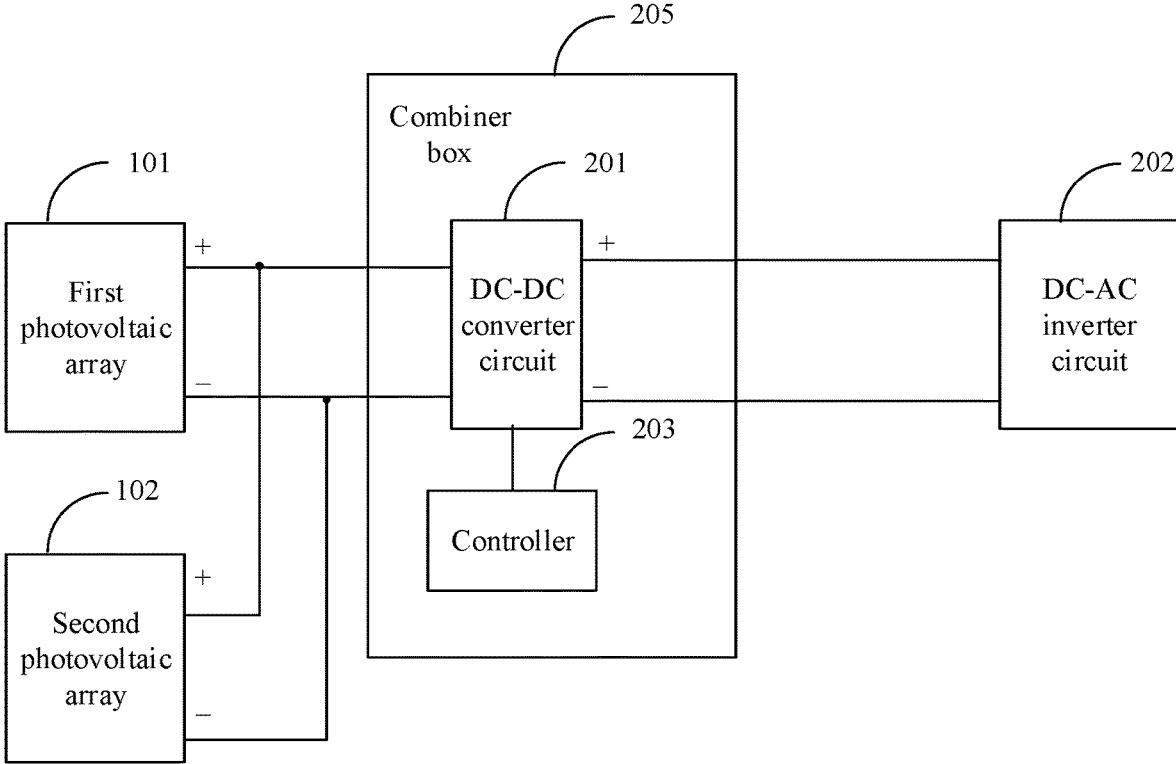 205
Combiner
box
101
201
202
+
+
First
photovoltaic
array
DC-DC
converter
circuit
DC-AC
inverter
circuit
−
−
203
102
Controller
+
Second
photovoltaic
array
−